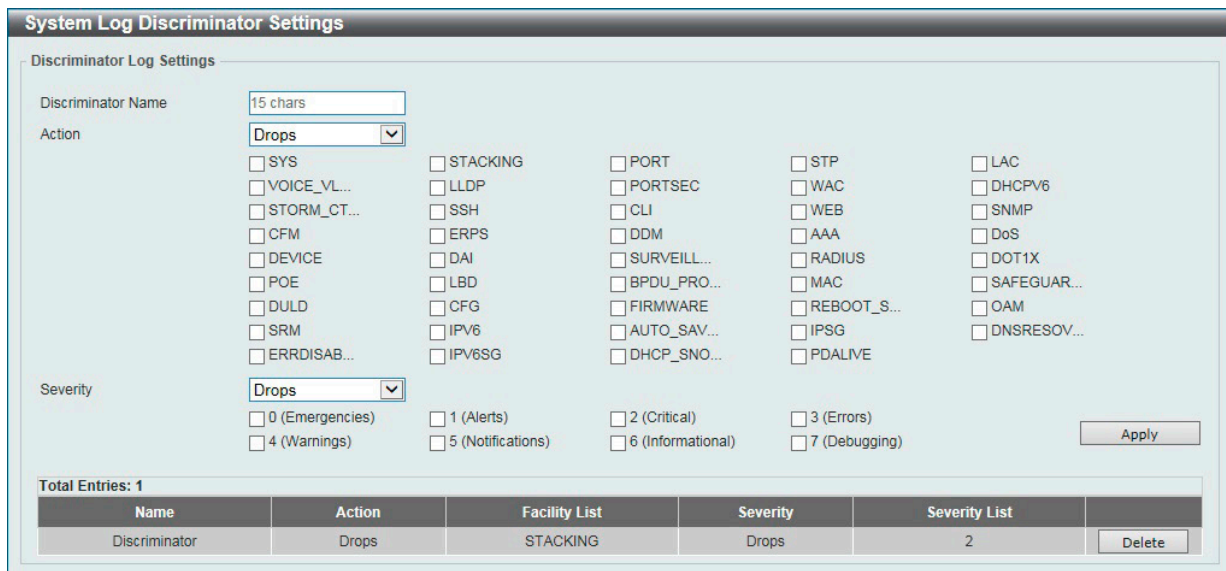 System Log Discriminator Settings
Discriminator Log Settings
Discriminator Name 15 chars
Action Drops
SYS STACKING PORT STP LAC
VOICE_VL... LLDP PORTSEC WAC DHCPV6
STORM_CT... SSH CLI WEB SNMP
CFM ERPS DDM AAA DoS
DEVICE DAI SURVEILL... RADIUS DOT1X
POE LBD BPDU_PRO... MAC SAFEGUAR...
DULD CFG FIRMWARE REBOOT_S... OAM
SRM IPV6 AUTO_SAV... IPSG DNSRESOV...
ERRDISAB... IPV6SG DHCP_SNO... PDALIVE
Severity Drops
0 (Emergencies) 1 (Alerts) 2 (Critical) 3 (Errors)
4 (Warnings) 5 (Notifications) 6 (Informational) 7 (Debugging) Apply
Total Entries: 1
Name Action Facility List Severity Severity List
Discriminator Drops STACKING Drops 2 Delete